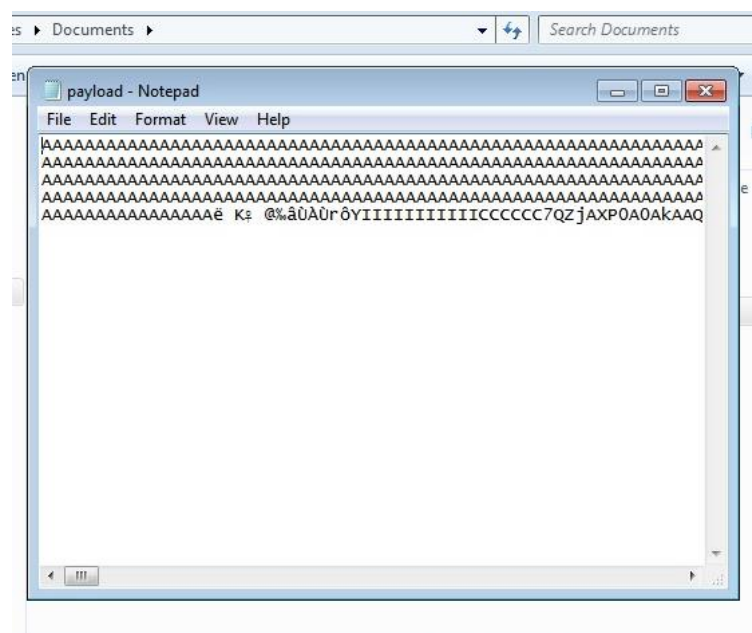 Documents
Search Documents
payload - Notepad
File Edit Format View Help
AAAAAAAAAAAAAAAAAAAAAAAAAAAAAAAAAAAAAAAAAAAAAAAAAAAAAAAAAAAAAA
AAAAAAAAAAAAAAAAAAAAAAAAAAAAAAAAAAAAAAAAAAAAAAAAAAAAAAAAAAAAAA
AAAAAAAAAAAAAAAAAAAAAAAAAAAAAAAAAAAAAAAAAAAAAAAAAAAAAAAAAAAAAA
AAAAAAAAAAAAAAAAAAAAAAAAAAAAAAAAAAAAAAAAAAAAAAAAAAAAAAAAAAAAAA
AAAAAAAAAAAAAAAAë K♀ @‰âÙÀÙrôYIIIIIIIIIIICCCCCC7QZjAXP0A0AkAAQ